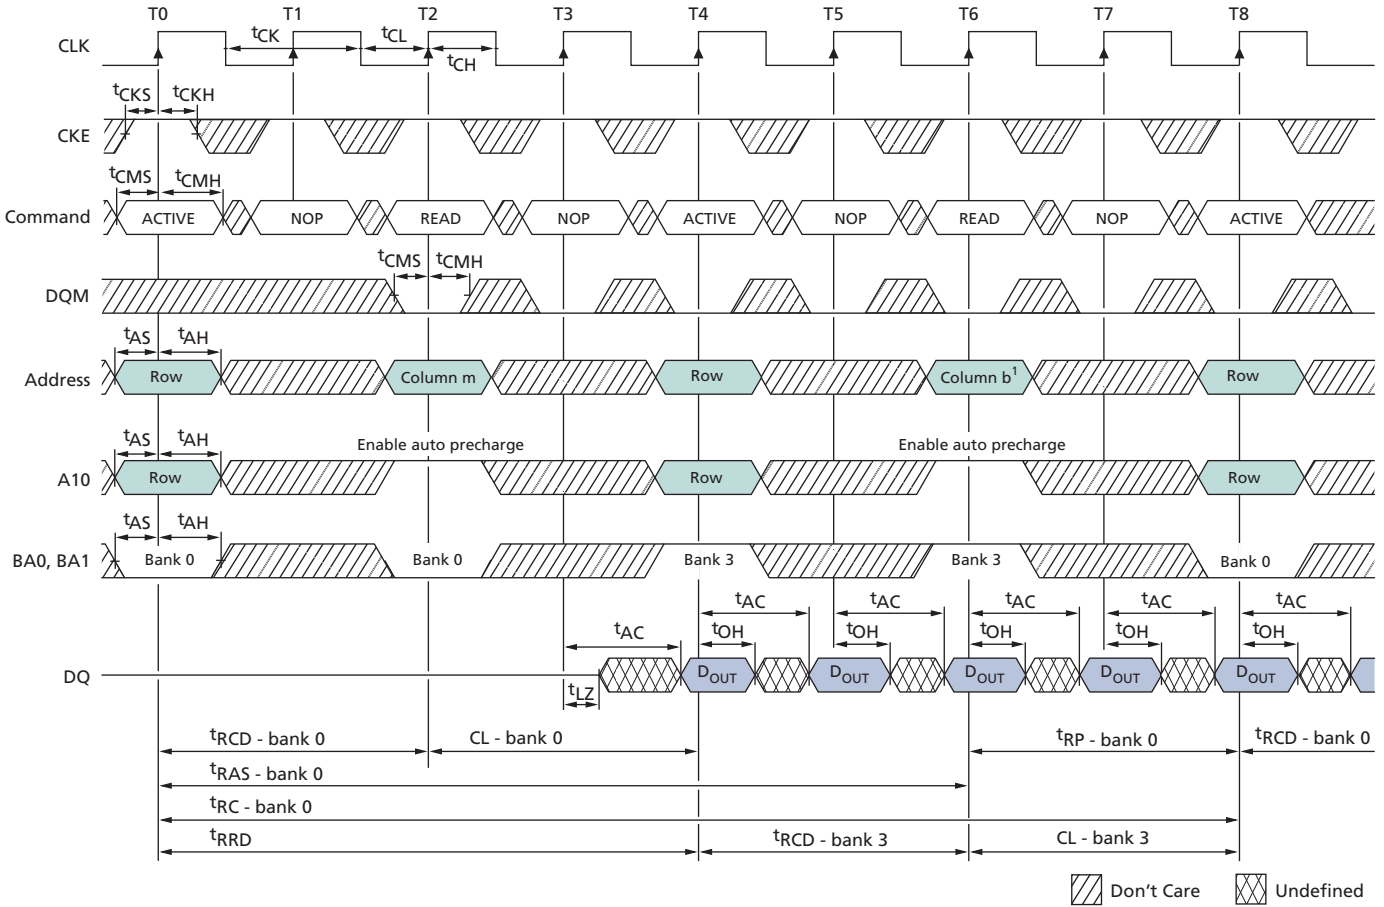 T0 T1 T2 T3 T4 T5 T6 T7 T8
CLK tCK tCL tCH
tCKS tCKH
CKE
tCMS tCMH
Command ACTIVE NOP READ NOP ACTIVE NOP READ NOP ACTIVE
tCMS tCMH
DQM
tAS tAH
Address Row Column m Row Column b1 Row
tAS tAH Enable auto precharge Enable auto precharge
A10 Row Row Row
tAS tAH
BA0, BA1 Bank 0 Bank 0 Bank 3 Bank 3 Bank 0
tAC tAC tAC tAC tAC
tAC tOH tOH tOH tOH tOH
DQ DOUT DOUT DOUT DOUT DOUT
tLZ
tRCD - bank 0 CL - bank 0 tRP - bank 0 tRCD - bank 0
tRAS - bank 0
tRC - bank 0
tRRD tRCD - bank 3 CL - bank 3
Don't Care Undefined